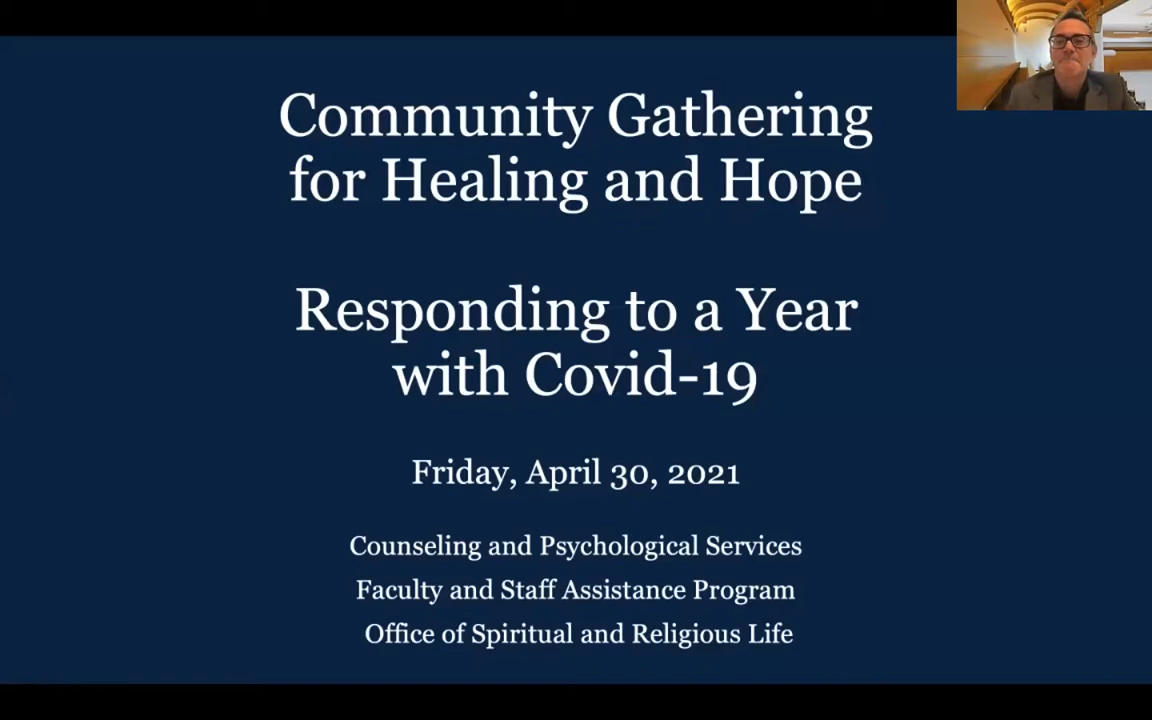 Community Gathering
for Healing and Hope
Responding to a Year
with Covid-19
Friday, April 30, 2021
Counseling and Psychological Services
Faculty and Staff Assistance Program
Office of Spiritual and Religious Life